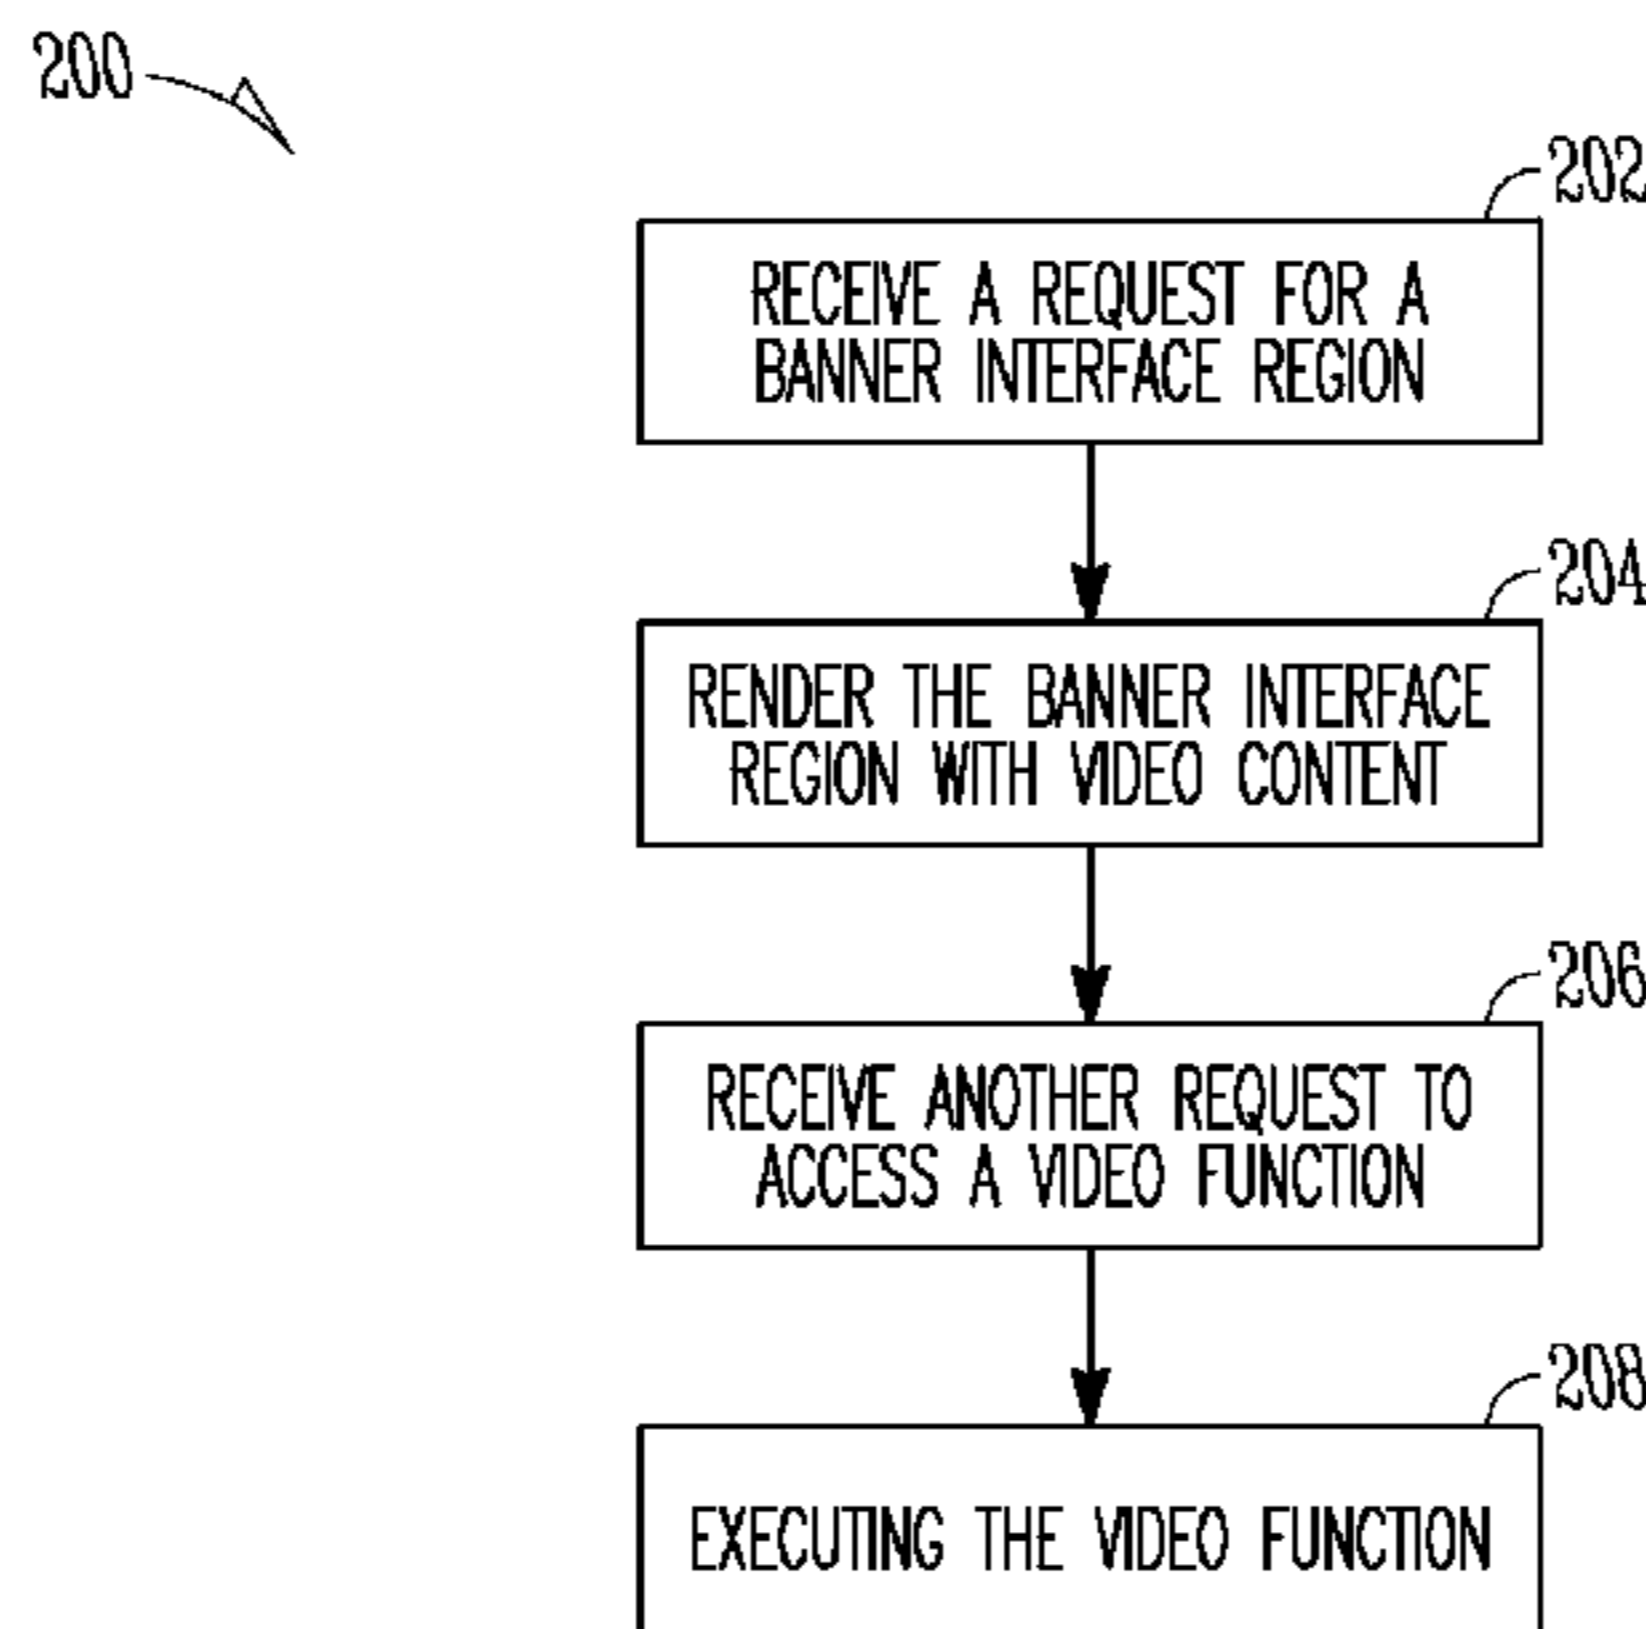 200
202
RECEIVE A REQUEST FOR A
BANNER INTERFACE REGION
204
RENDER THE BANNER INTERFACE
REGION WITH VIDEO CONTENT
206
RECEIVE ANOTHER REQUEST TO
ACCESS A VIDEO FUNCTION
208
EXECUTING THE VIDEO FUNCTION